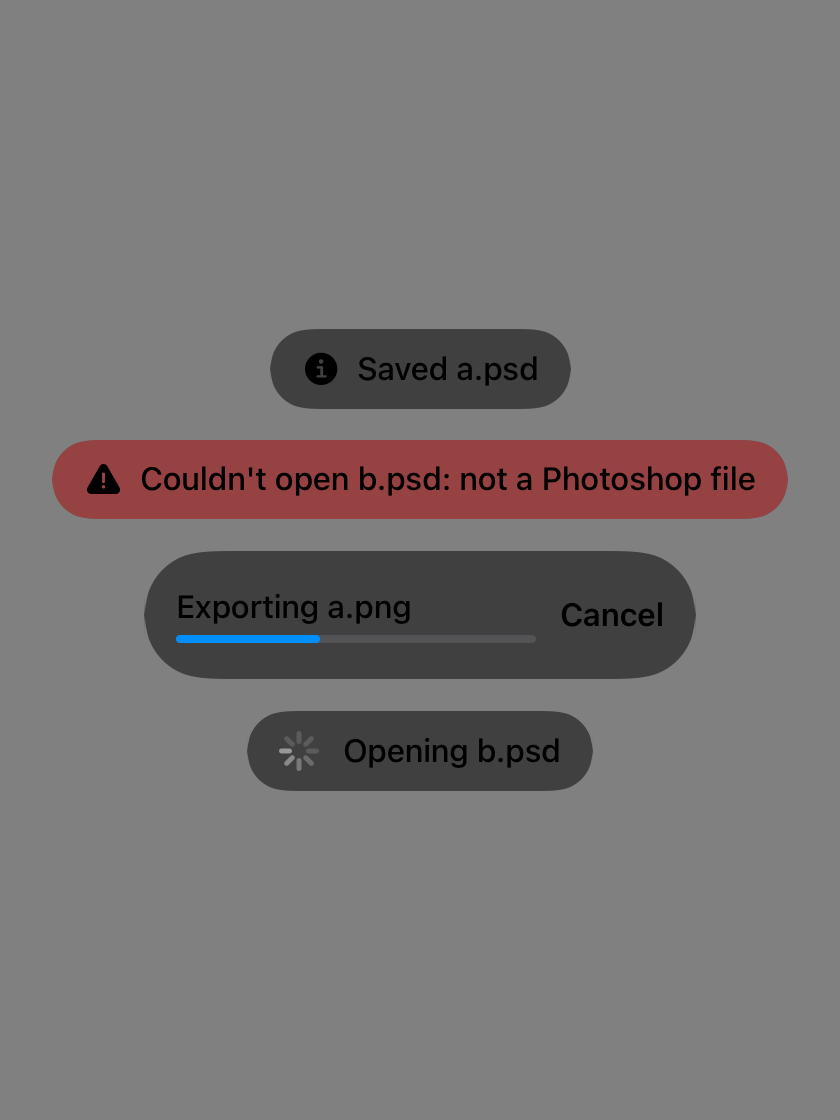 Saved a.psd
Couldn't open b.psd: not a Photoshop file
Exporting a.png
Cancel
Opening b.psd